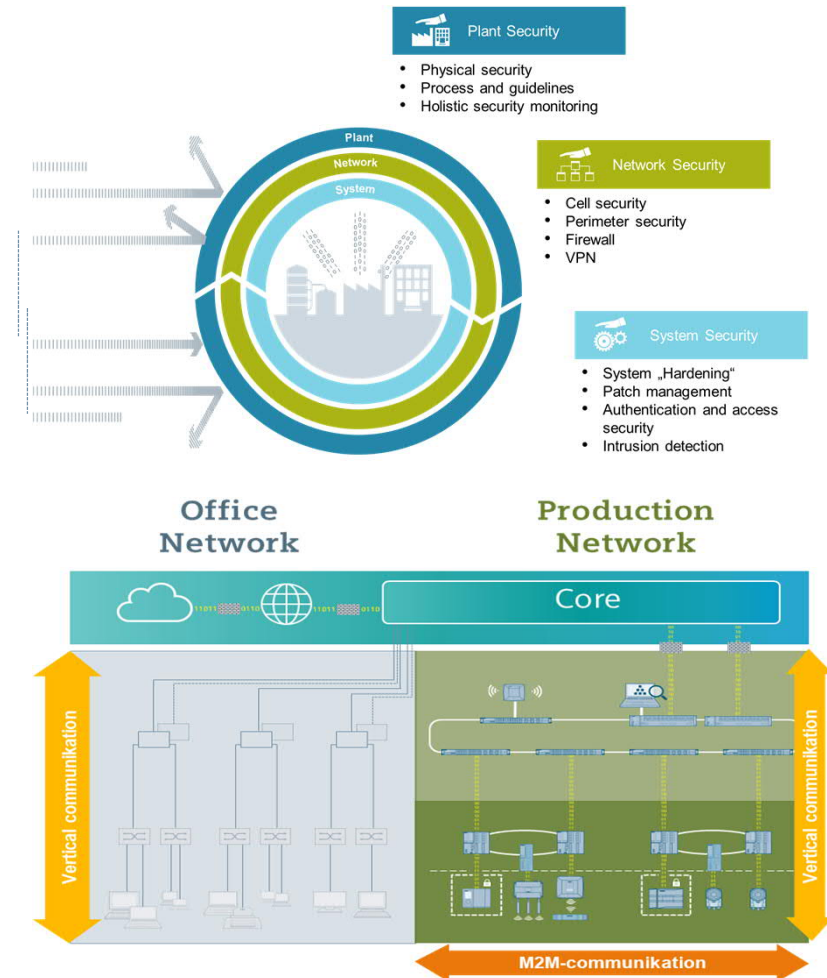 Plant Security
• Physical security
• Process and guidelines
• Holistic security monitoring
Plant
Network
System
Network Security
• Cell security
• Perimeter security
• Firewall
• VPN
System Security
• System „Hardening“
• Patch management
• Authentication and access
security
• Intrusion detection
Office
Network
Production
Network
11011 0110
11011 0110
Core
Vertical communikation
Vertical communikation
M2M-communikation